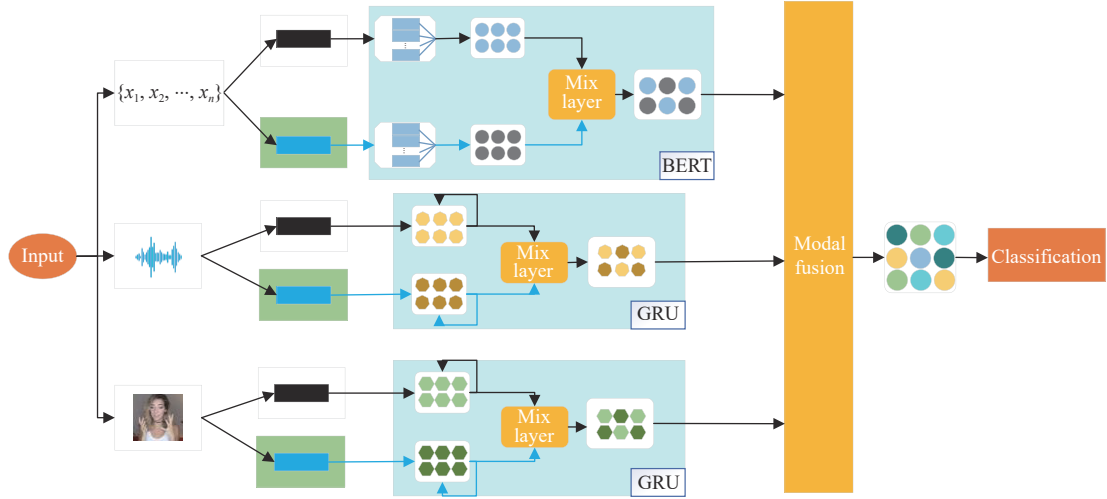 {x1, x2, ⋯, xn}
Mix
layer
BERT
Input
Mix
layer
GRU
Modal
fusion
Classification
Mix
layer
GRU